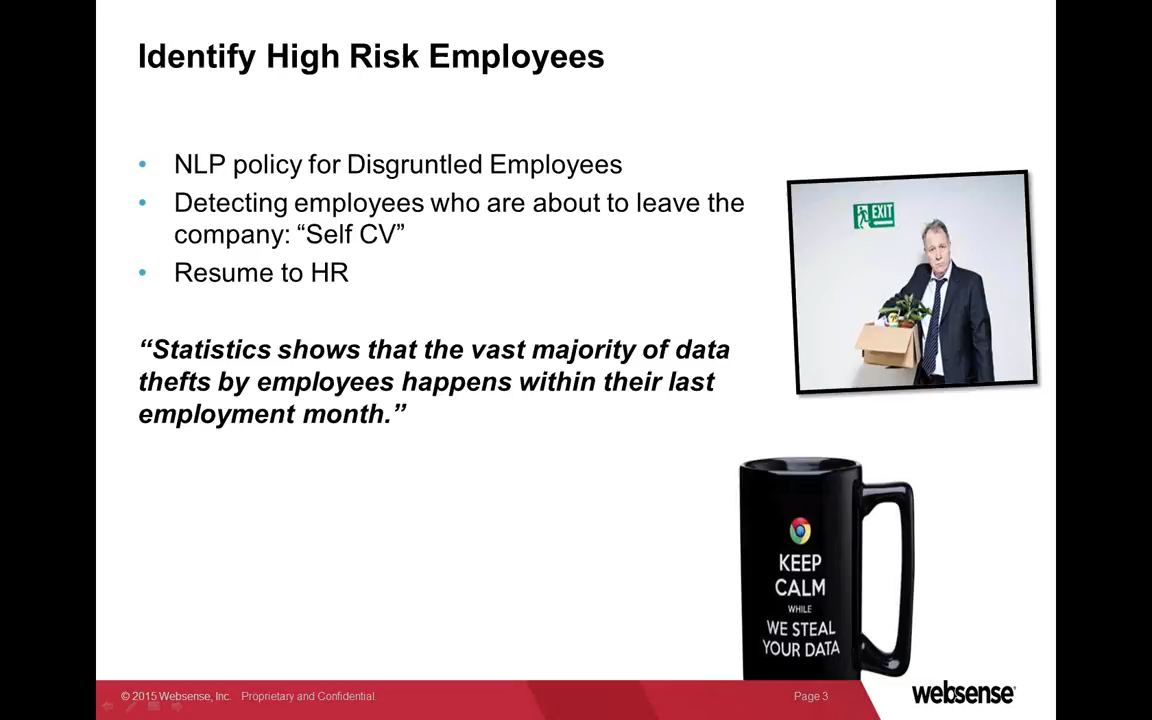 Identify High Risk Employees
• NLP policy for Disgruntled Employees
• Detecting employees who are about to leave the
company: “Self CV”
• Resume to HR
“Statistics shows that the vast majority of data
thefts by employees happens within their last
employment month.”
EXIT
KEEP
CALM
WHILE
WE STEAL
YOUR DATA
© 2015 Websense, Inc. Proprietary and Confidential
Page 3
websense